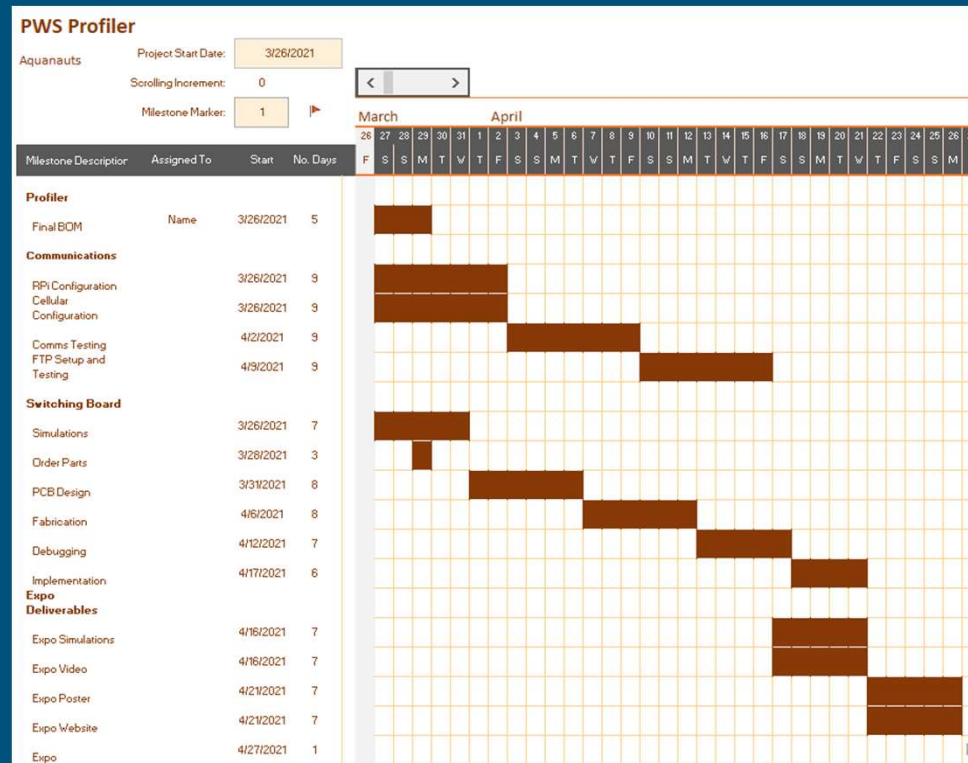 PWS Profiler
Aquanauts Project Start Date: 3/26/2021
Scrolling Increment: 0
Milestone Marker: 1
March April
26 27 28 29 30 31 1 2 3 4 5 6 7 8 9 10 11 12 13 14 15 16 17 18 19 20 21 22 23 24 25 26
Milestone Description Assigned To Start No. Days F S S M T W T F S S M T W T F S S M T W T F S S M T W T F S S M
Profiler
Final BOM Name 3/26/2021 5
Communications
RPi Configuration 3/26/2021 9
Cellular
Configuration 3/26/2021 9
Comms Testing 4/2/2021 9
FTP Setup and
Testing 4/9/2021 9
Switching Board
Simulations 3/26/2021 7
Order Parts 3/28/2021 3
PCB Design 3/31/2021 8
Fabrication 4/6/2021 8
Debugging 4/12/2021 7
Implementation 4/17/2021 6
Expo
Deliverables
Expo Simulations 4/16/2021 7
Expo Video 4/16/2021 7
Expo Poster 4/21/2021 7
Expo Website 4/21/2021 7
Expo 4/27/2021 1